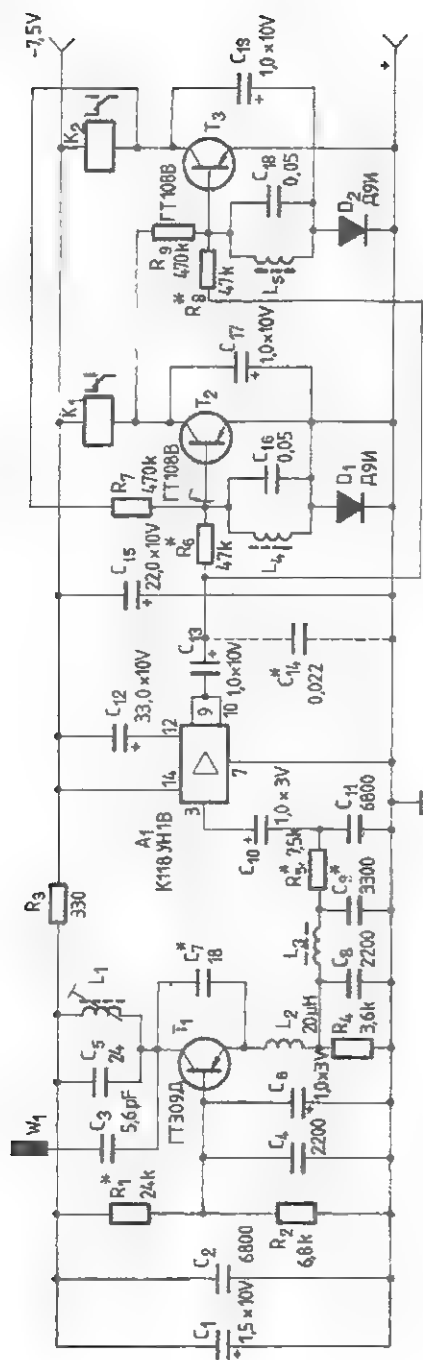 W₁
C₃
5,6pF
C₅
24
L1
R₃
330
*
R₁
24k
C₁
1,5×10V
+
C₂
6800
R₂
6,8k
T₁
ГТ309Д
C₇*
18
C₄
2200
C₆
1,0×3V
+
L₂
20μH
R₄
3,6k
C₈
2200
L₃
C₉*
3300
R₅*
7,5k
C₁₀
+
1,0×3V
C₁₁
6800
A1
К118УН1В
3
14
12
9
10
7
C₁₂
33,0×10V
+
C₁₃
+
1,0×10V
C₁₄*
0,022
C₁₅
22,0×10V
+
R₆*
47k
R₇
470k
K₁
T₂
ГТ108В
C₁₆
0,05
L₄
D₁
Д9И
C₁₇
1,0×10V
+
R₈*
47k
R₉
470k
K₂
T₃
ГТ108В
C₁₈
0,05
L₅
D₂
Д9И
C₁₉
1,0×10V
+
-7,5V
+